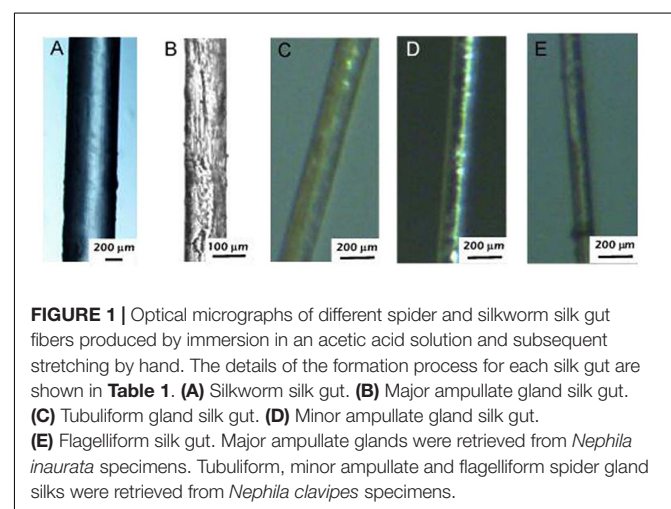 A B C D E
200 μm 100 μm 200 μm 200 μm 200 μm
FIGURE 1 | Optical micrographs of different spider and silkworm silk gut
fibers produced by immersion in an acetic acid solution and subsequent
stretching by hand. The details of the formation process for each silk gut are
shown in Table 1. (A) Silkworm silk gut. (B) Major ampullate gland silk gut.
(C) Tubuliform gland silk gut. (D) Minor ampullate gland silk gut.
(E) Flagelliform silk gut. Major ampullate glands were retrieved from Nephila
inaurata specimens. Tubuliform, minor ampullate and flagelliform spider gland
silks were retrieved from Nephila clavipes specimens.